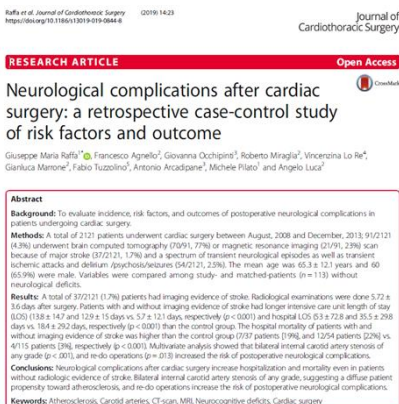 Raffa et al. Journal of Cardiothoracic Surgery (2019) 14:23
https://doi.org/10.1186/s13019-019-0844-8
Journal of
Cardiothoracic Surgery
RESEARCH ARTICLE
Open Access
CrossMark
Neurological complications after cardiac
surgery: a retrospective case-control study
of risk factors and outcome
Giuseppe Maria Raffa1*, Francesco Agnello2, Giovanna Occhipinti3, Roberto Miraglia2, Vincenzina Lo Re4,
Gianluca Marrone2, Fabio Tuzzolino5, Antonio Arcadipane3, Michele Pilato1 and Angelo Luca2
Abstract
Background: To evaluate incidence, risk factors, and outcomes of postoperative neurological complications in
patients undergoing cardiac surgery.
Methods: A total of 2121 patients underwent cardiac surgery between August, 2008 and December, 2013; 91/2121
(4.3%) underwent brain computed tomography (70/91, 77%) or magnetic resonance imaging (21/91, 23%) scan
because of major stroke (37/2121, 1.7%) and a spectrum of transient neurological episodes as well as transient
ischemic attacks and delirium /psychosis/seizures (54/2121, 2.5%). The mean age was 65.3 ± 12.1 years and 60
(65.9%) were male. Variables were compared among study- and matched-patients (n = 113) without
neurological deficits.
Results: A total of 37/2121 (1.7%) patients had imaging evidence of stroke. Radiological examinations were done 5.72 ±
3.6 days after surgery. Patients with and without imaging evidence of stroke had longer intensive care unit length of stay
(LOS) (13.8 ± 14.7 and 12.9 ± 15 days vs. 5.7 ± 12.1 days, respectively (p < 0.001) and hospital LOS (53 ± 72.8 and 35.5 ± 29.8
days vs. 18.4 ± 29.2 days, respectively (p < 0.001) than the control group. The hospital mortality of patients with and
without imaging evidence of stroke was higher than the control group (7/37 patients [19%], and 12/54 patients [22%] vs.
4/115 patients [3%], respectively (p < 0.001). Multivariate analysis showed that bilateral internal carotid artery stenosis of
any grade (p < .001), and re-do operations (p = .013) increased the risk of postoperative neurological complications.
Conclusions: Neurological complications after cardiac surgery increase hospitalization and mortality even in patients
without radiologic evidence of stroke. Bilateral internal carotid artery stenosis of any grade, suggesting a diffuse patient
propensity toward atherosclerosis, and re-do operations increase the risk of postoperative neurological complications.
Keywords: Atherosclerosis, Carotid arteries, CT-scan, MRI, Neurocognitive deficits, Cardiac surgery